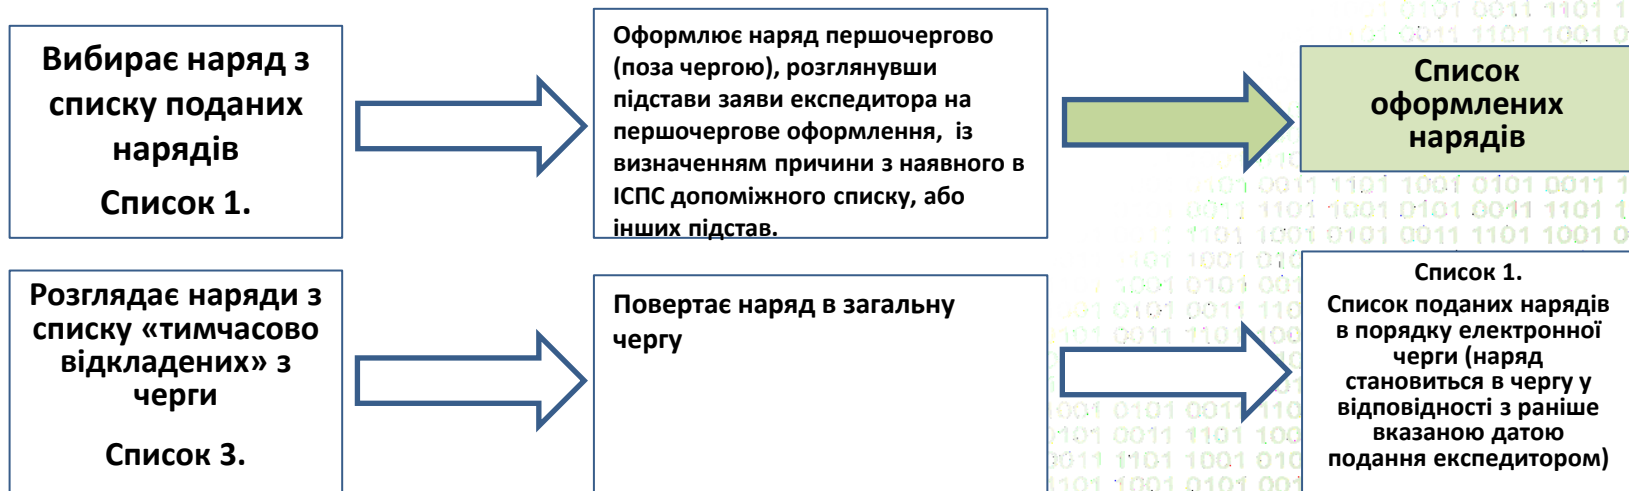 Вибирає наряд з
списку поданих
нарядів
Список 1.
Оформлює наряд першочергово
(поза чергою), розглянувши
підстави заяви експедитора на
першочергове оформлення, із
визначенням причини з наявного в
ІСПС допоміжного списку, або
інших підстав.
Список
оформлених
нарядів
Розглядає наряди з
списку «тимчасово
відкладених» з
черги
Список 3.
Повертає наряд в загальну
чергу
Список 1.
Список поданих нарядів
в порядку електронної
черги (наряд
становиться в чергу у
відповідності з раніше
вказаною датою
подання експедитором)